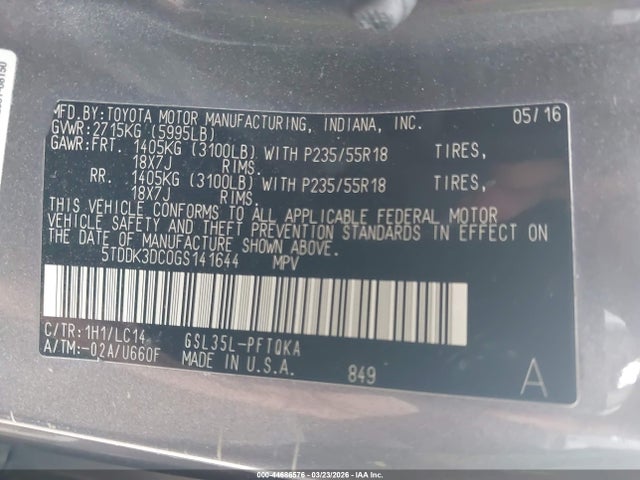 MFD.BY: TOYOTA MOTOR MANUFACTURING, INDIANA, INC. 05/16
GVWR: 2715KG (5995LB)
GAWR: FRT. 1405KG (3100LB) WITH P235/55R18 TIRES,
18X7J RIMS.
RR. 1405KG (3100LB) WITH P235/55R18 TIRES,
18X7J RIMS.
THIS VEHICLE CONFORMS TO ALL APPLICABLE FEDERAL MOTOR
VEHICLE SAFETY AND THEFT PREVENTION STANDARDS IN EFFECT ON
THE DATE OF MANUFACTURE SHOWN ABOVE.
5TDDK3DC0GS141644 MPV
C/TR: 1H1/LC14 GSL35L-PFTQKA
A/TM: -02A/U660F MADE IN U.S.A. 849 A
000-44686576 - 03/23/2026 - IAAI.COM